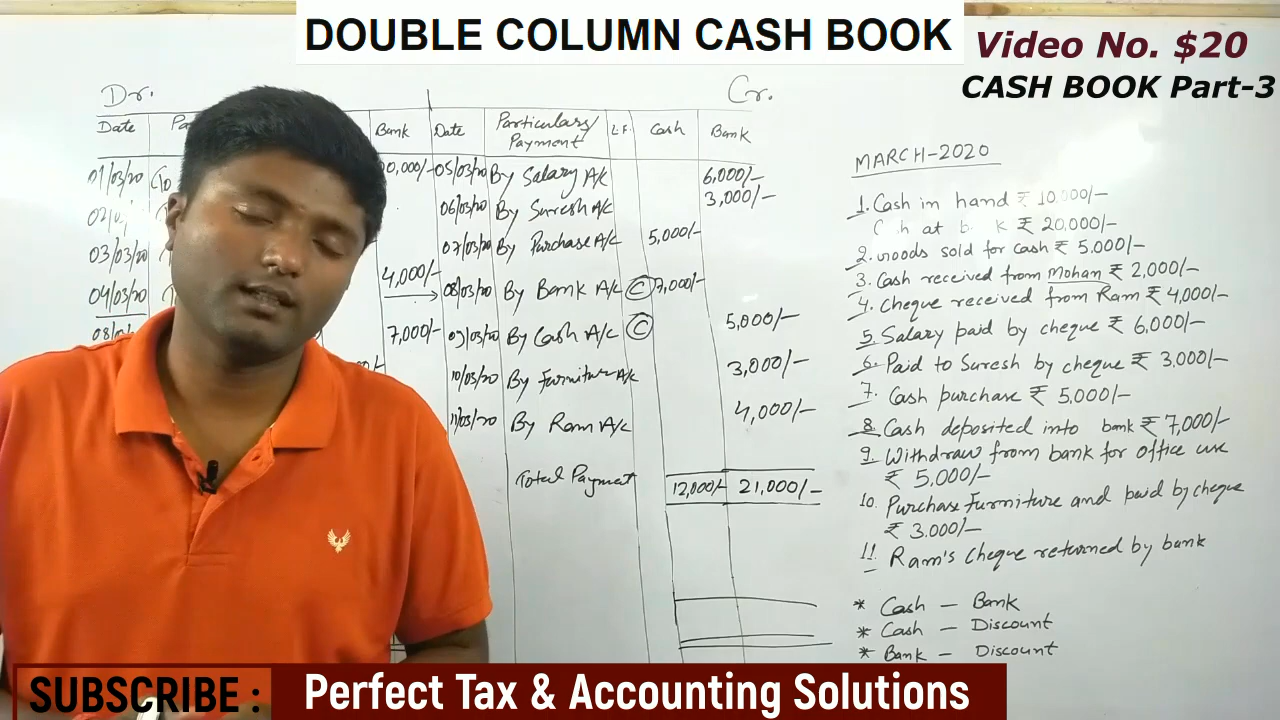 DOUBLE COLUMN CASH BOOK
Video No. $20
CASH BOOK Part-3
Dr.
Cr.
Date
Bank
Date
Particulars/
Payment
L.F.
Cash
Bank
01/03/20
To
00,000/-
05/03/20
By Salary A/c
6,000/-
06/03/20
By Suresh A/c
3,000/-
03/03/20
07/03/20
By Purchase A/c
5,000/-
04/03/20
4,000/-
08/03/20
By Bank A/c
C
7,000/-
7,000/-
09/03/20
By Cash A/c
C
5,000/-
10/03/20
By Furniture A/c
3,000/-
11/03/20
By Ram A/c
4,000/-
Total Payment
12,000/-
21,000/-
MARCH-2020
1. Cash in hand ₹ 10,000/-
at ₹ 20,000/-
2. Goods sold for cash ₹ 5,000/-
3. Cash received from Mohan ₹ 2,000/-
4. Cheque received from Ram ₹ 4,000/-
5. Salary paid by cheque ₹ 6,000/-
6. Paid to Suresh by cheque ₹ 3,000/-
7. Cash purchase ₹ 5,000/-
8. Cash deposited into bank ₹ 7,000/-
9. Withdraw from bank for office use
₹ 5,000/-
10. Purchase Furniture and paid by cheque
₹ 3,000/-
11. Ram's cheque returned by bank
* Cash – Bank
* Cash – Discount
* Bank – Discount
SUBSCRIBE :
Perfect Tax & Accounting Solutions